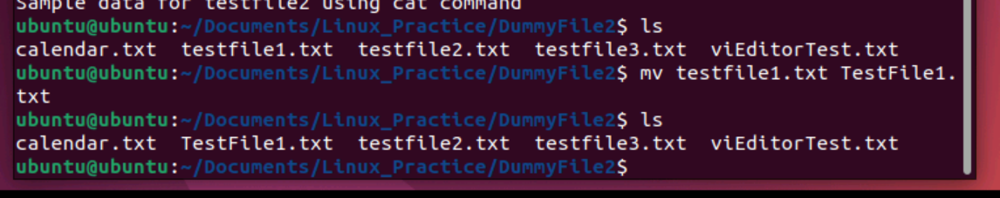 Sample data for testfile2 using cat command
ubuntu@ubuntu:~/Documents/Linux_Practice/DummyFile2$ ls
calendar.txt  testfile1.txt  testfile2.txt  testfile3.txt  viEditorTest.txt
ubuntu@ubuntu:~/Documents/Linux_Practice/DummyFile2$ mv testfile1.txt TestFile1.
txt
ubuntu@ubuntu:~/Documents/Linux_Practice/DummyFile2$ ls
calendar.txt  TestFile1.txt  testfile2.txt  testfile3.txt  viEditorTest.txt
ubuntu@ubuntu:~/Documents/Linux_Practice/DummyFile2$